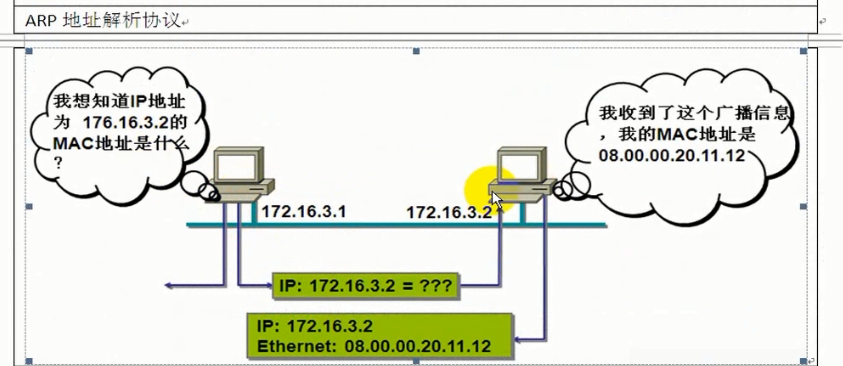 ARP 地址解析协议
我想知道IP地址
为 176.16.3.2的
MAC地址是什么
?
我收到了这个广播信息
，我的MAC地址是
08.00.00.20.11.12
172.16.3.1
172.16.3.2
IP: 172.16.3.2 = ???
IP: 172.16.3.2
Ethernet: 08.00.00.20.11.12